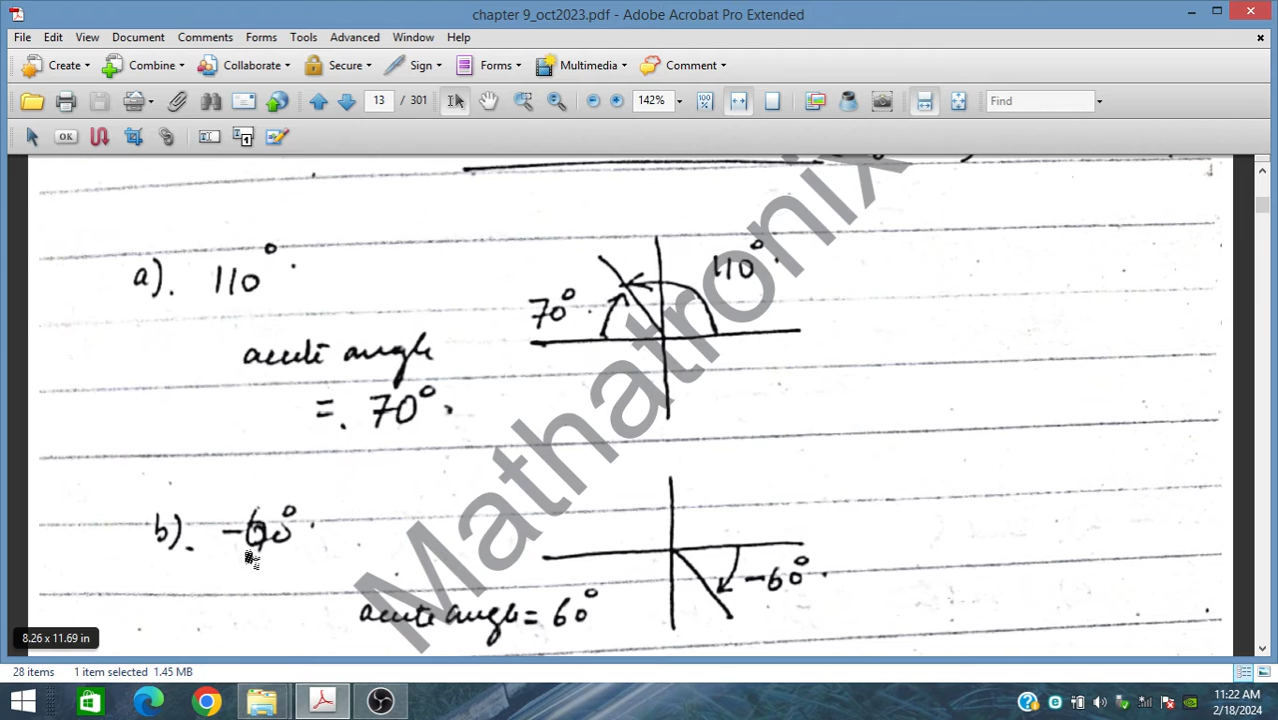 chapter 9_oct2023.pdf - Adobe Acrobat Pro Extended
File Edit View Document Comments Forms Tools Advanced Window Help
Create Combine Collaborate Secure Sign Forms Multimedia Comment
13 / 301 142% Find
a). 110°.
110°.
70°.
acute angle
=. 70°.
b). -60°.
-60°.
acute angle = 60°
Mathatronix
8.26 x 11.69 in
28 items 1 item selected 1.45 MB
11:22 AM
2/18/2024